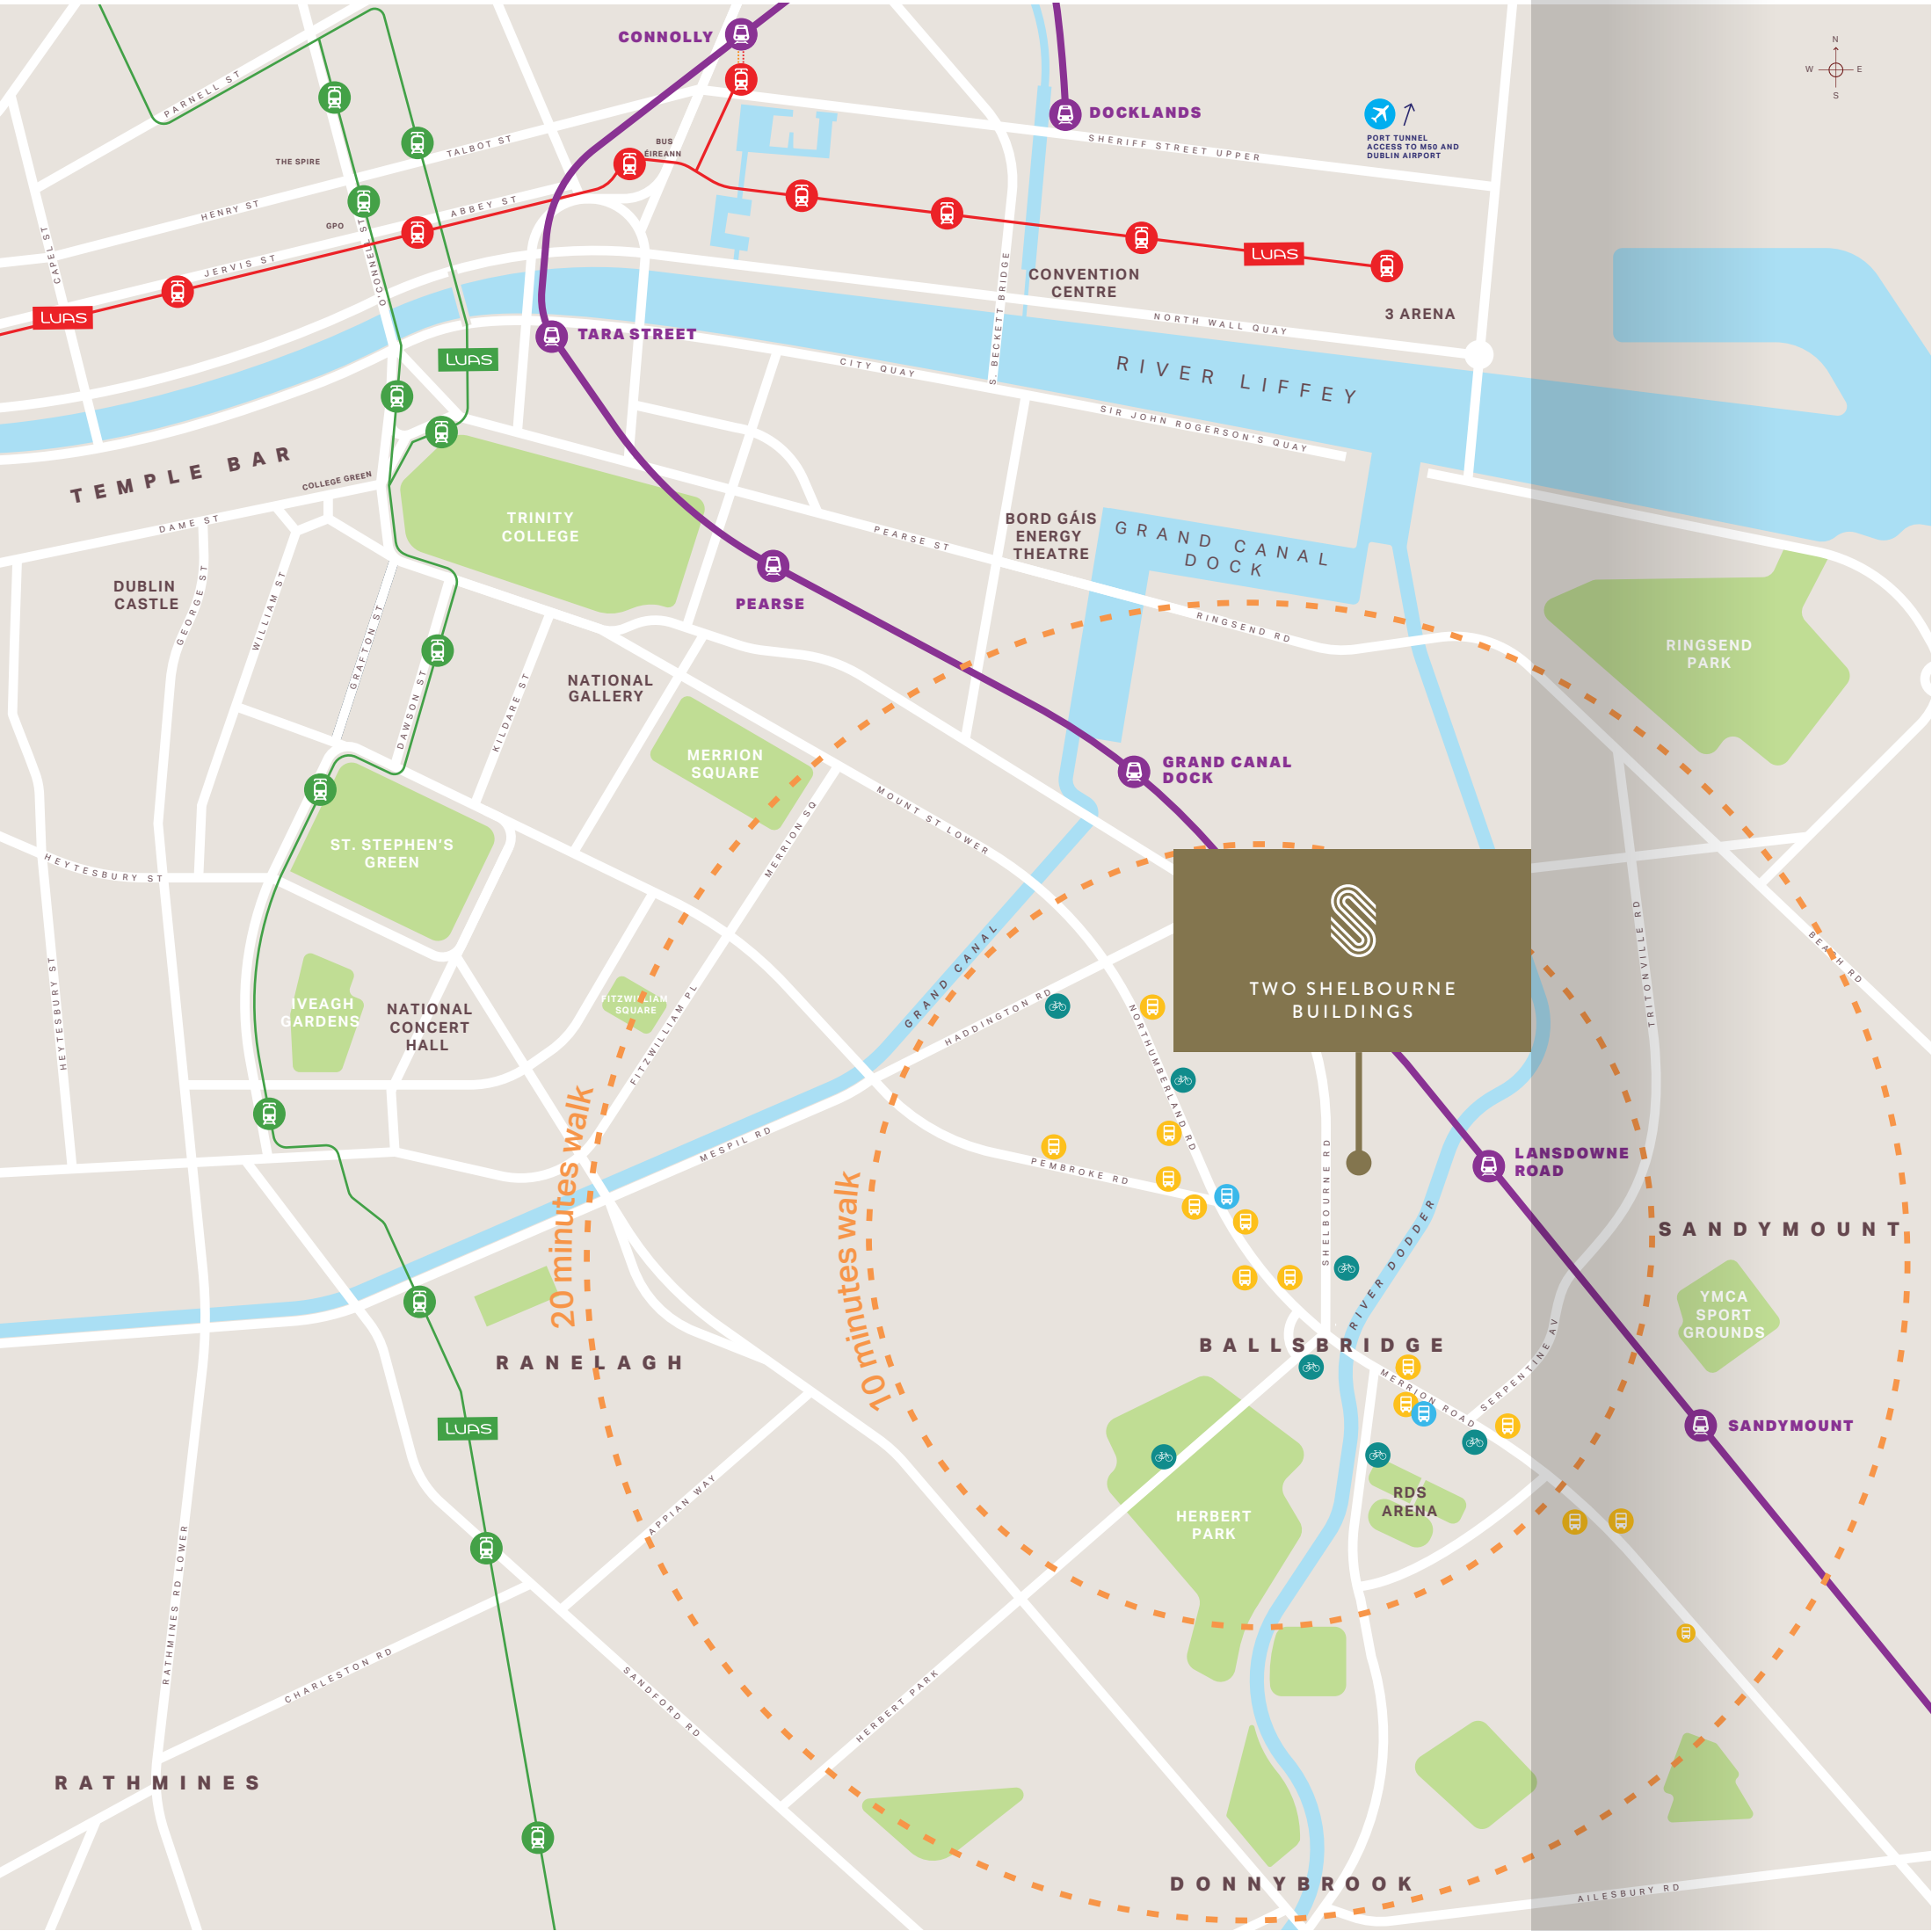 CONNOLLY
DOCKLANDS
N
W
E
S
PORT TUNNEL
ACCESS TO M50 AND
DUBLIN AIRPORT
PARNELL ST
TALBOT ST
BUS
ÉIREANN
SHERIFF STREET UPPER
THE SPIRE
HENRY ST
ABBEY ST
GPO
O'CONNELL ST
CAPEL ST
JERVIS ST
LUAS
LUAS
CONVENTION
CENTRE
S. BECKETT BRIDGE
3 ARENA
NORTH WALL QUAY
TARA STREET
LUAS
CITY QUAY
RIVER LIFFEY
SIR JOHN ROGERSON'S QUAY
TEMPLE BAR
COLLEGE GREEN
DAME ST
TRINITY
COLLEGE
PEARSE ST
BORD GÁIS
ENERGY
THEATRE
GRAND CANAL
DOCK
DUBLIN
CASTLE
GEORGE ST
WILLIAM ST
GRAFTON ST
DAWSON ST
KILDARE ST
PEARSE
RINGSEND RD
RINGSEND
PARK
NATIONAL
GALLERY
MERRION
SQUARE
GRAND CANAL
DOCK
MERRION SQ
MOUNT ST LOWER
ST. STEPHEN'S
GREEN
HEYTESBURY ST
HEYTESBURY ST
TWO SHELBOURNE
BUILDINGS
TRITONVILLE RD
BEACH RD
IVEAGH
GARDENS
NATIONAL
CONCERT
HALL
FITZWILLIAM
SQUARE
FITZWILLIAM PL
GRAND CANAL
HADDINGTON RD
NORTHUMBERLAND RD
MESPIL RD
PEMBROKE RD
SHELBOURNE RD
RIVER DODDER
LANSDOWNE
ROAD
SANDYMOUNT
20 minutes walk
10 minutes walk
YMCA
SPORT
GROUNDS
BALLSBRIDGE
RANELAGH
MERRION ROAD
SERPENTINE AV
LUAS
SANDYMOUNT
APPIAN WAY
HERBERT
PARK
RDS
ARENA
RATHMINES RD LOWER
CHARLESTON RD
SANDFORD RD
HERBERT PARK
RATHMINES
DONNYBROOK
AILESBURY RD